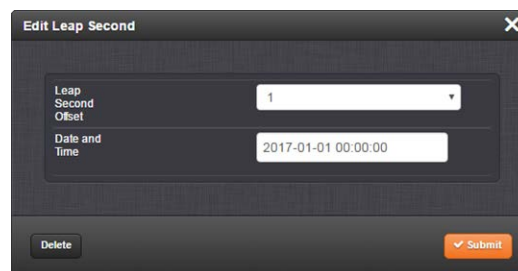 Edit Leap Second
Leap
Second
Offset
1
Date and
Time
2017-01-01 00:00:00
Delete
Submit